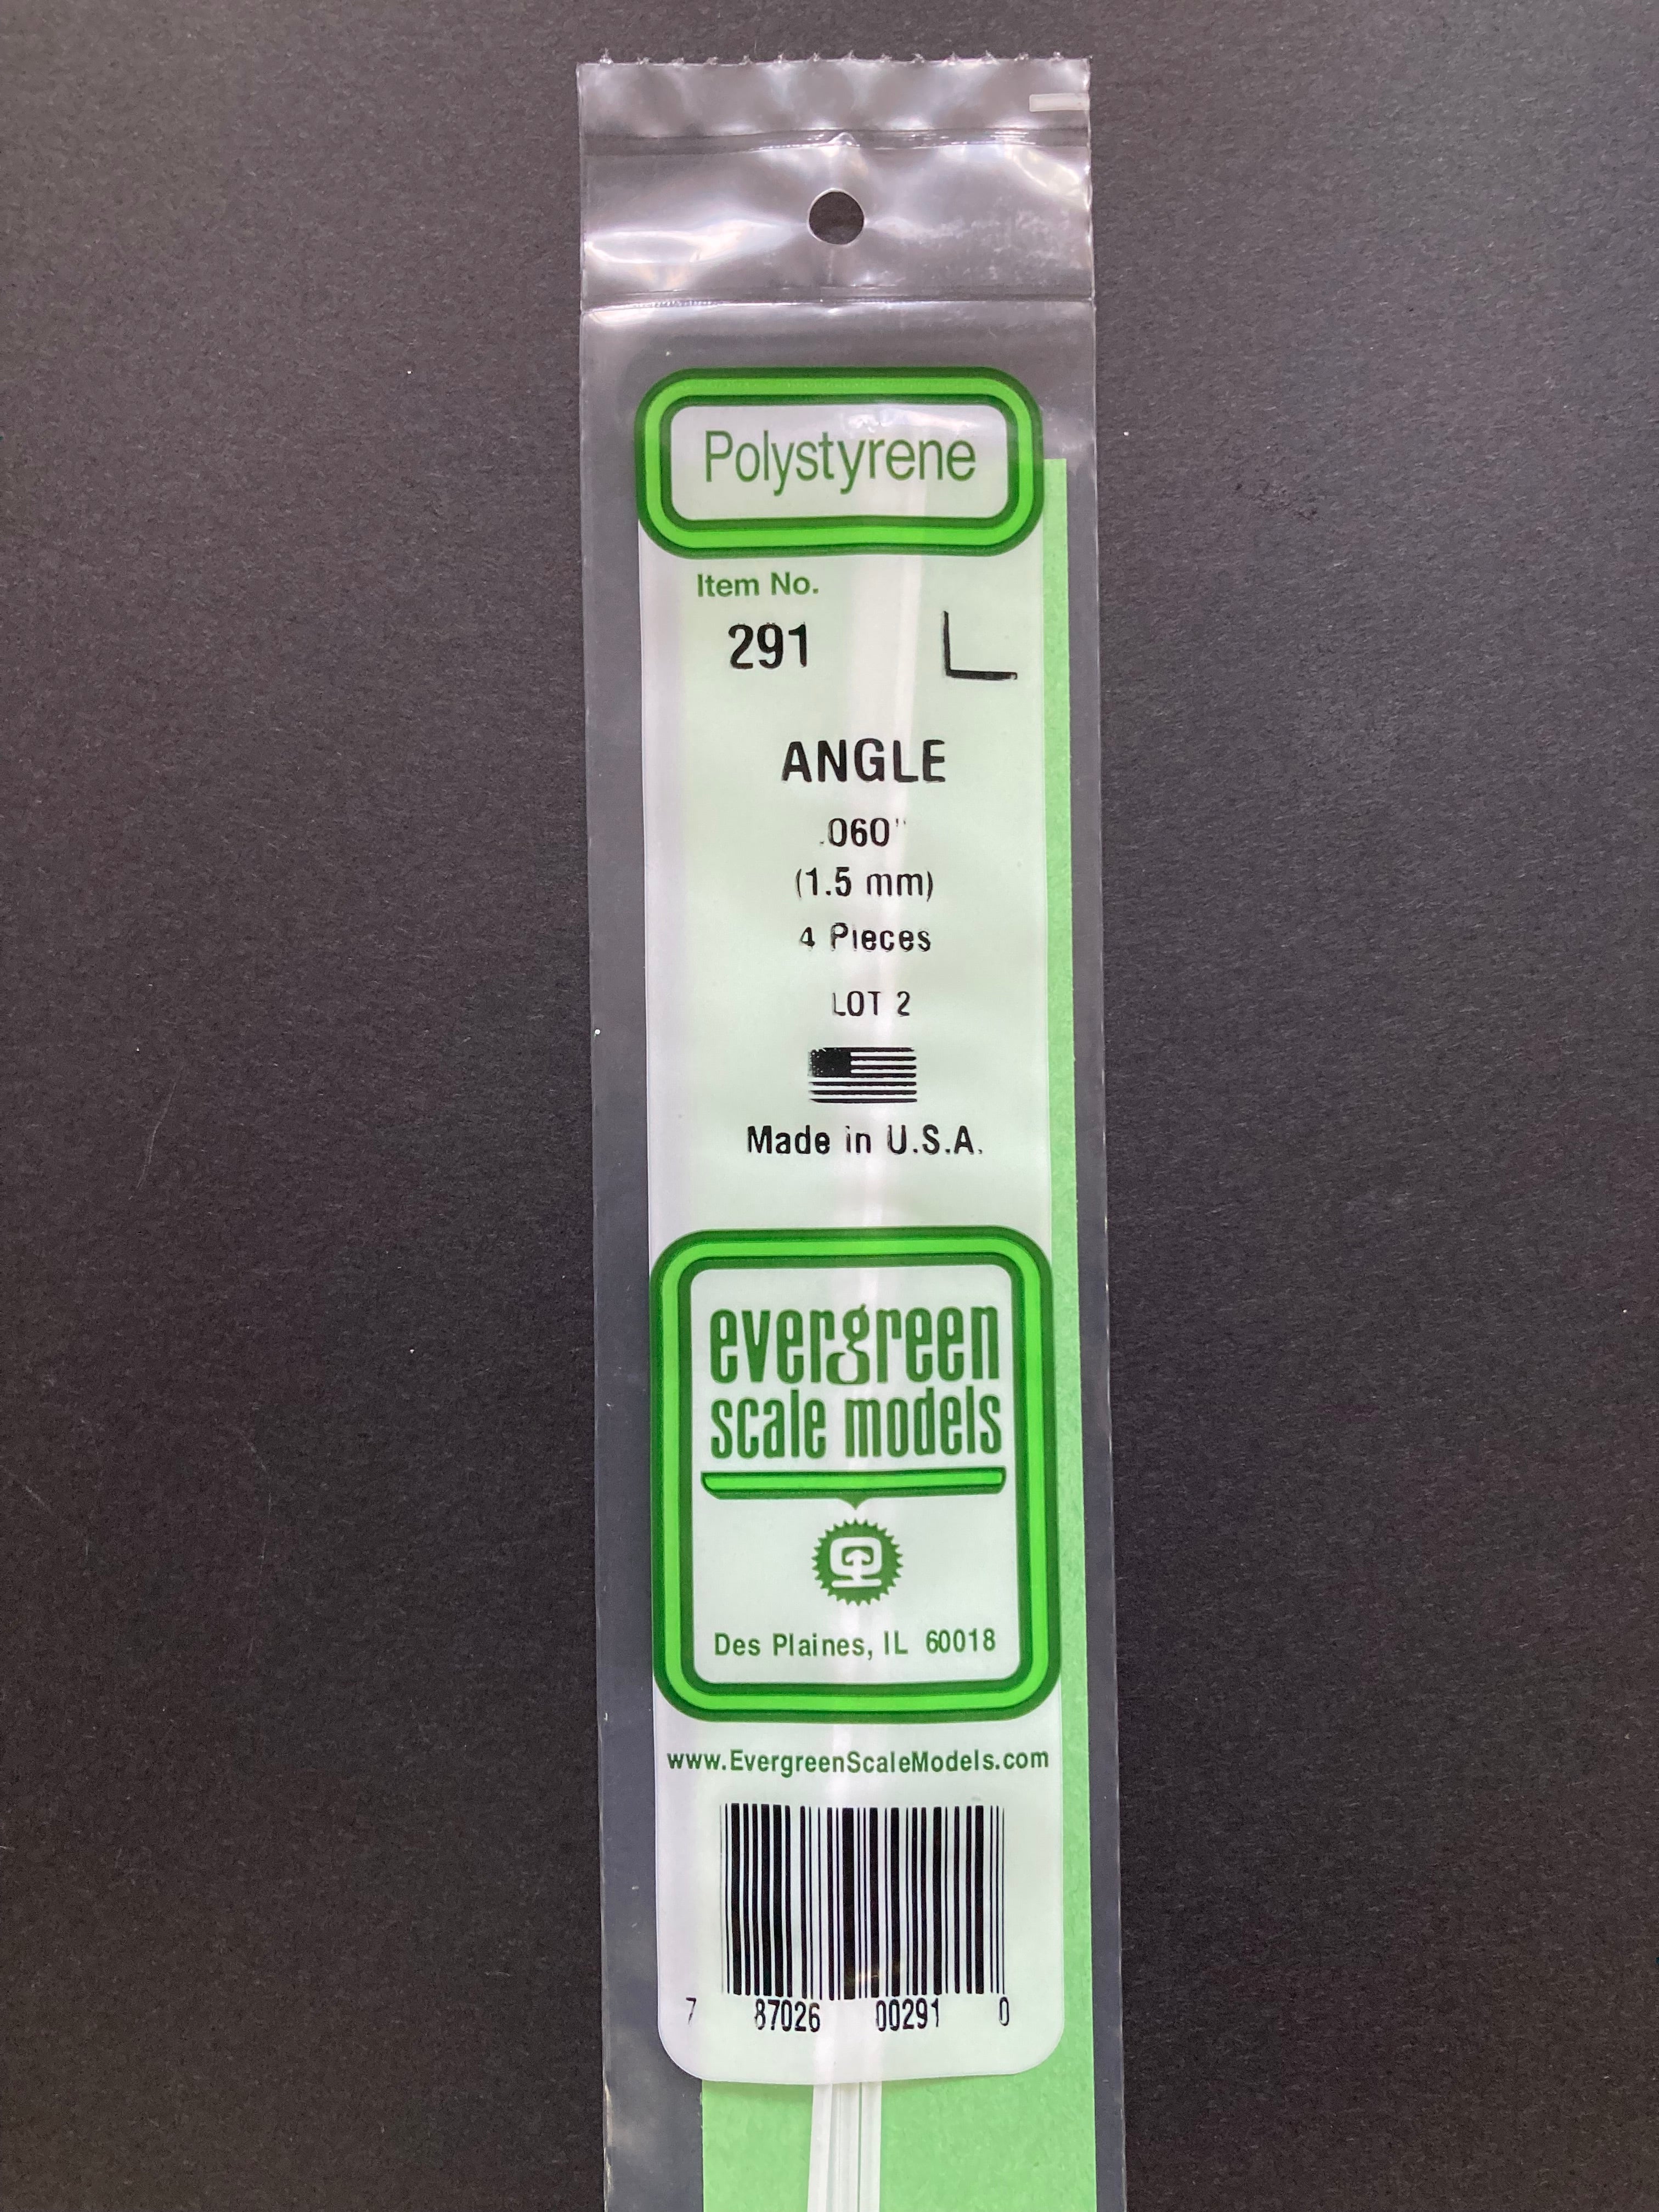 Polystyrene
Item No.
291
ANGLE
.060"
(1.5 mm)
4 Pieces
LOT 2
Made in U.S.A.
evergreen
scale models
Des Plaines, IL 60018
www.EvergreenScaleModels.com
7 87026 00291 0